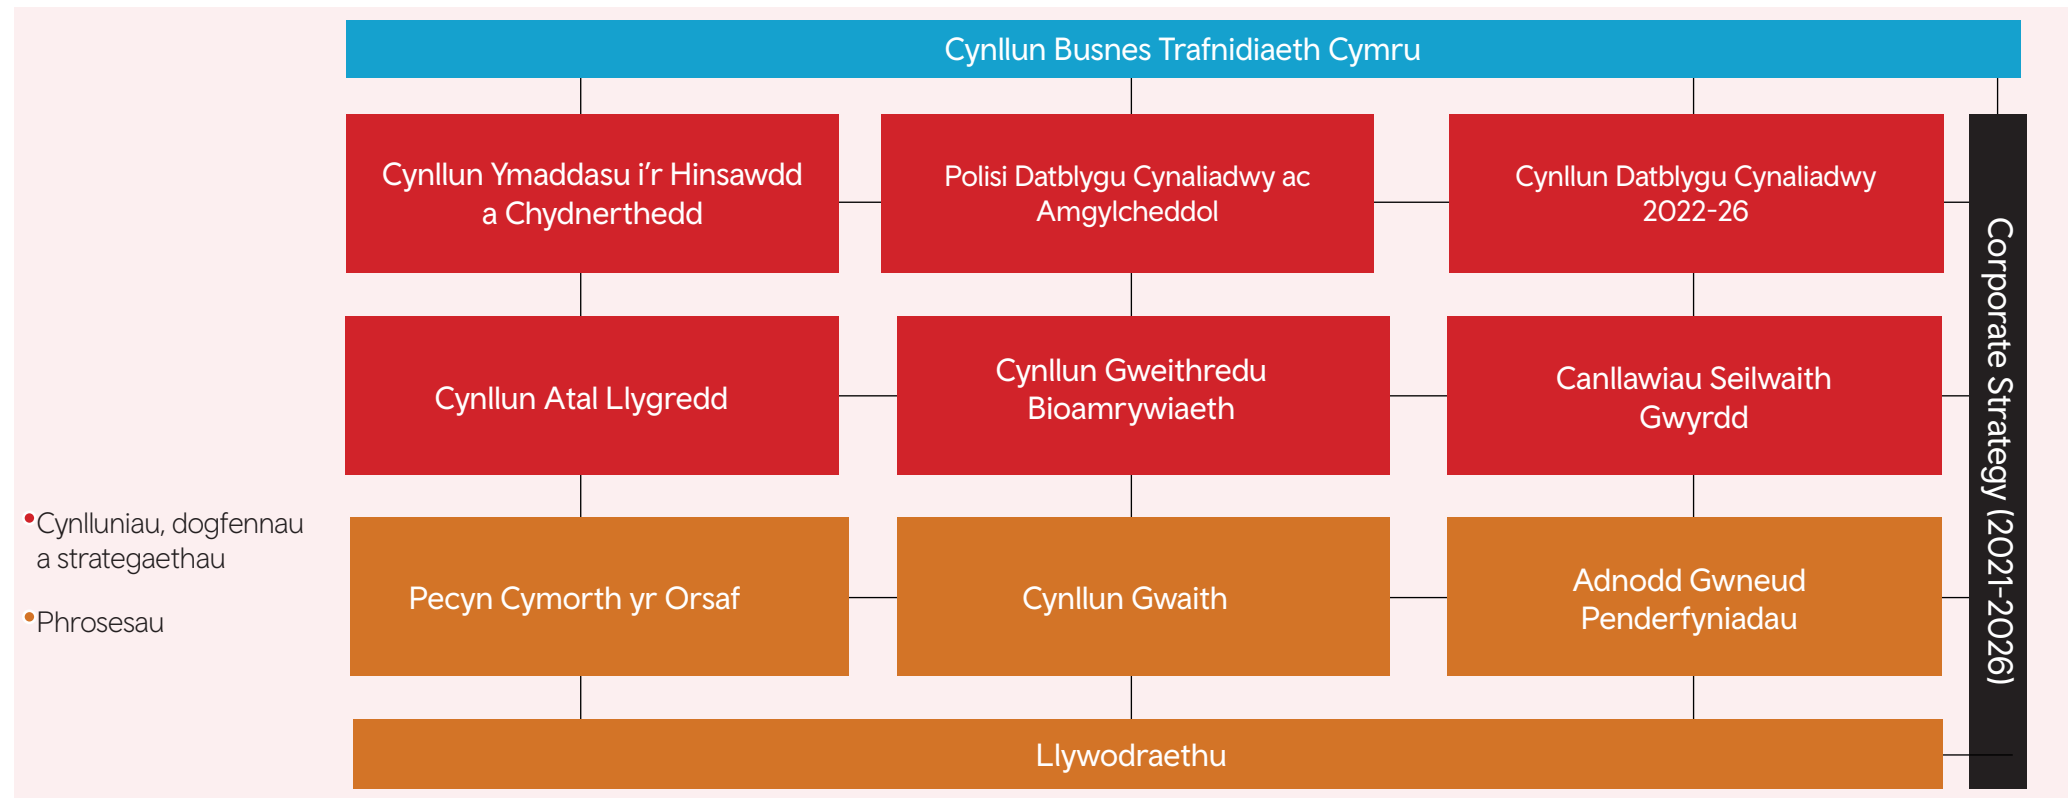 Cynllun Busnes Trafnidiaeth Cymru
Cynllun Ymaddasu i'r Hinsawdd
a Chydnerthedd
Polisi Datblygu Cynaliadwy ac
Amgylcheddol
Cynllun Datblygu Cynaliadwy
2022-26
Corporate Strategy (2021-2026)
Cynllun Atal Llygredd
Cynllun Gweithredu
Bioamrywiaeth
Canllawiau Seilwaith
Gwyrdd
•Cynlluniau, dogfennau
a strategaethau
•Phrosesau
Pecyn Cymorth yr Orsaf
Cynllun Gwaith
Adnodd Gwneud
Penderfyniadau
Llywodraethu